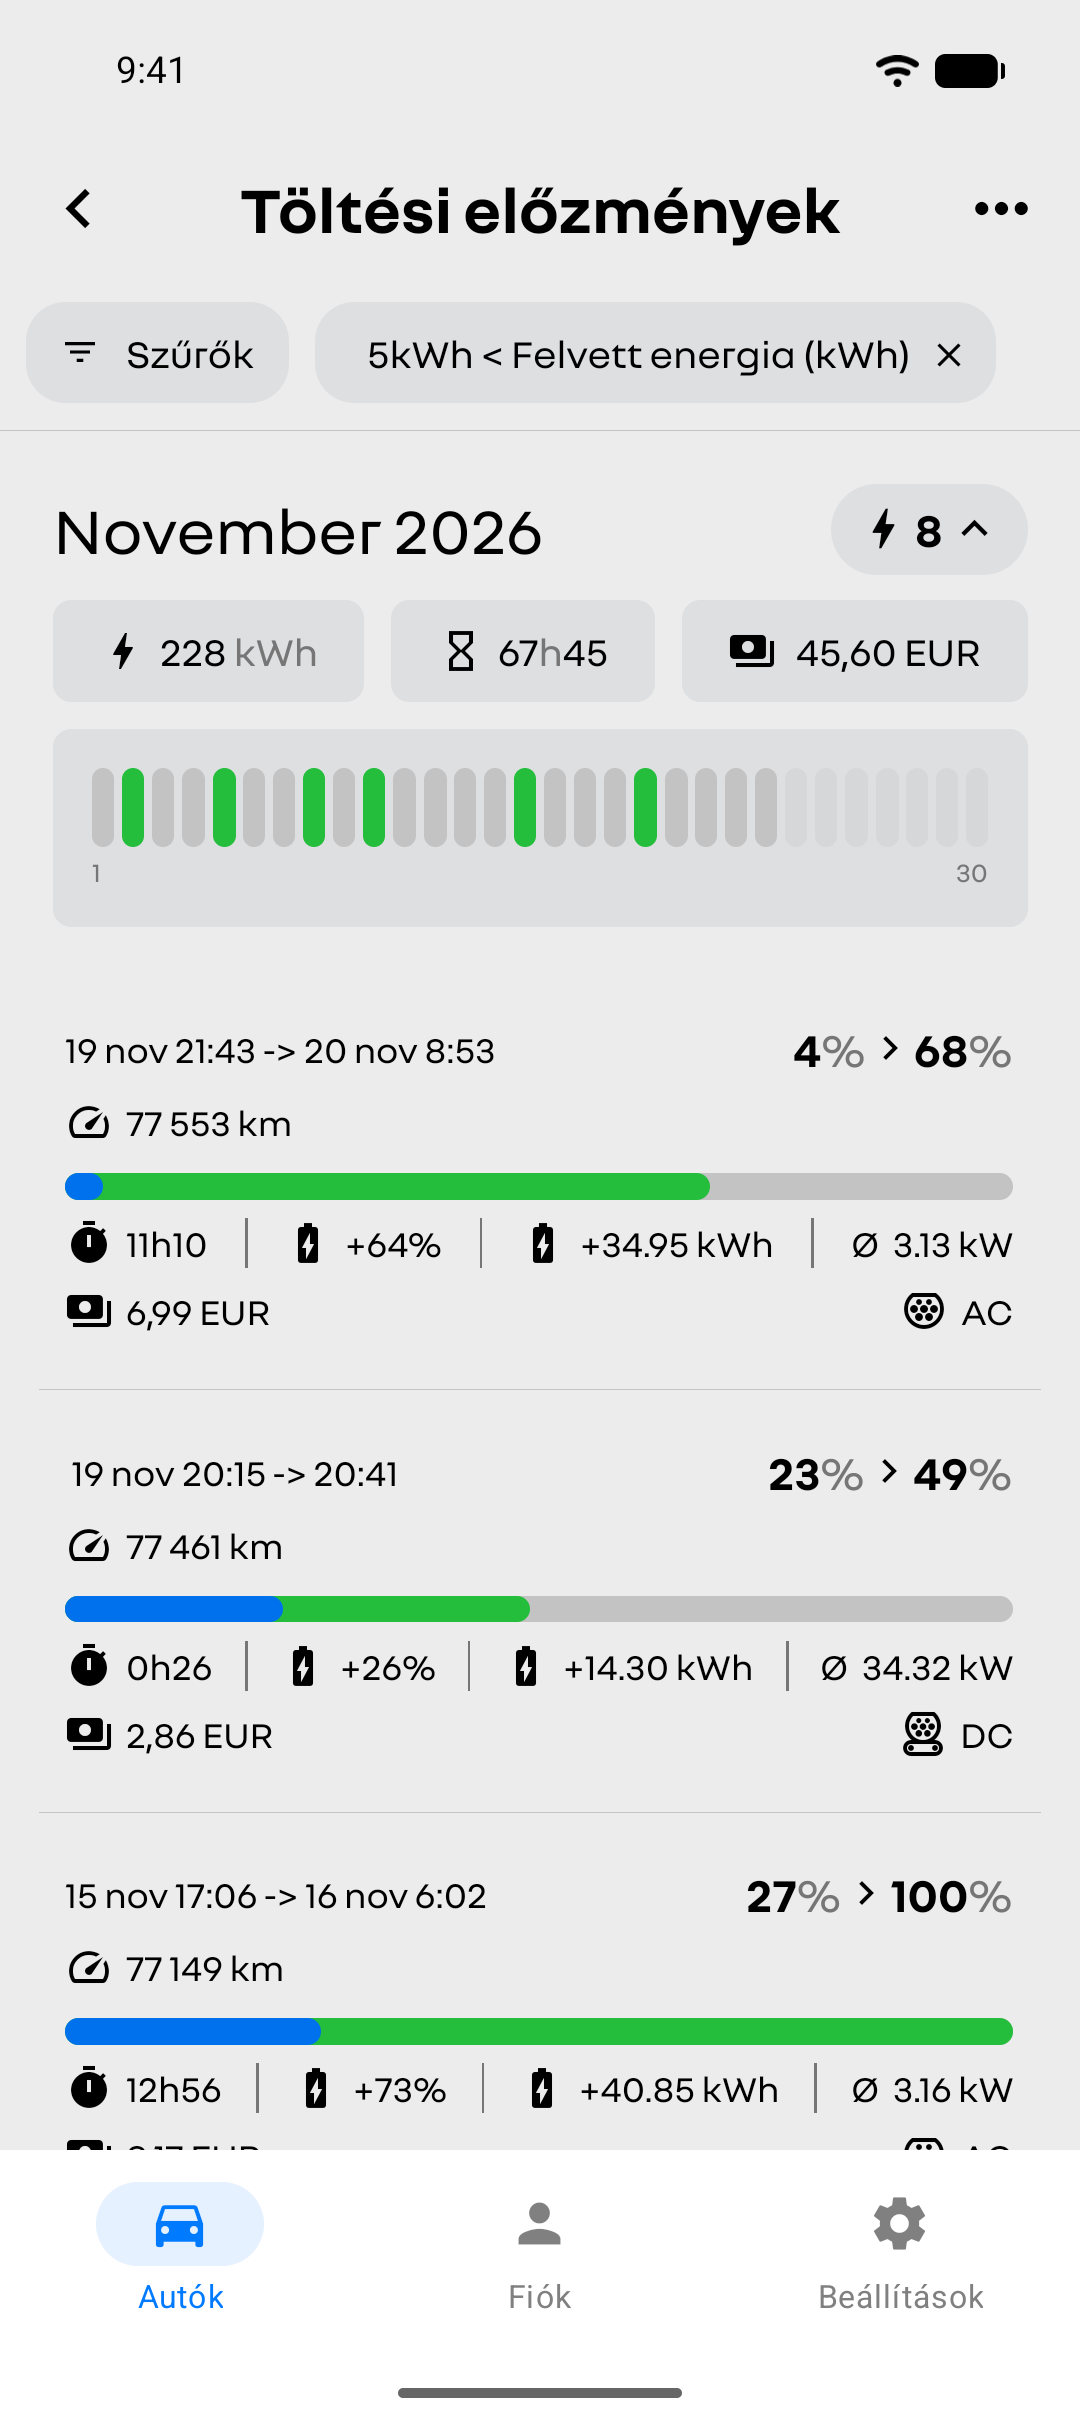 9:41
Töltési előzmények
Szűrők
5kWh < Felvett energia (kWh)
November 2026
8
228 kWh
67h45
45,60 EUR
1
30
19 nov 21:43 -> 20 nov 8:53
4% > 68%
77 553 km
11h10
+64%
+34.95 kWh
Ø 3.13 kW
6,99 EUR
AC
19 nov 20:15 -> 20:41
23% > 49%
77 461 km
0h26
+26%
+14.30 kWh
Ø 34.32 kW
2,86 EUR
DC
15 nov 17:06 -> 16 nov 6:02
27% > 100%
77 149 km
12h56
+73%
+40.85 kWh
Ø 3.16 kW
Autók
Fiók
Beállítások